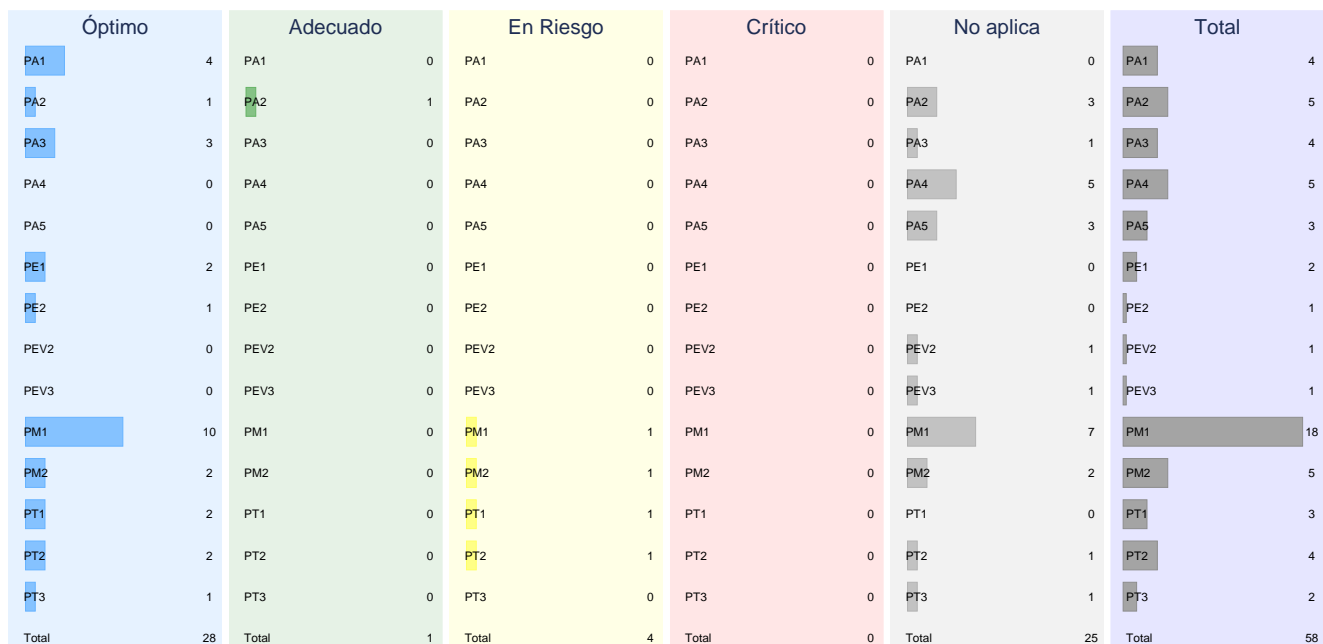 Óptimo Adecuado En Riesgo Crítico No aplica Total
PA1 4 PA1 0 PA1 0 PA1 0 PA1 0 PA1 4
PA2 1 PA2 1 PA2 0 PA2 0 PA2 3 PA2 5
PA3 3 PA3 0 PA3 0 PA3 0 PA3 1 PA3 4
PA4 0 PA4 0 PA4 0 PA4 0 PA4 5 PA4 5
PA5 0 PA5 0 PA5 0 PA5 0 PA5 3 PA5 3
PE1 2 PE1 0 PE1 0 PE1 0 PE1 0 PE1 2
PE2 1 PE2 0 PE2 0 PE2 0 PE2 0 PE2 1
PEV2 0 PEV2 0 PEV2 0 PEV2 0 PEV2 1 PEV2 1
PEV3 0 PEV3 0 PEV3 0 PEV3 0 PEV3 1 PEV3 1
PM1 10 PM1 0 PM1 1 PM1 0 PM1 7 PM1 18
PM2 2 PM2 0 PM2 1 PM2 0 PM2 2 PM2 5
PT1 2 PT1 0 PT1 1 PT1 0 PT1 0 PT1 3
PT2 2 PT2 0 PT2 1 PT2 0 PT2 1 PT2 4
PT3 1 PT3 0 PT3 0 PT3 0 PT3 1 PT3 2
Total 28 Total 1 Total 4 Total 0 Total 25 Total 58